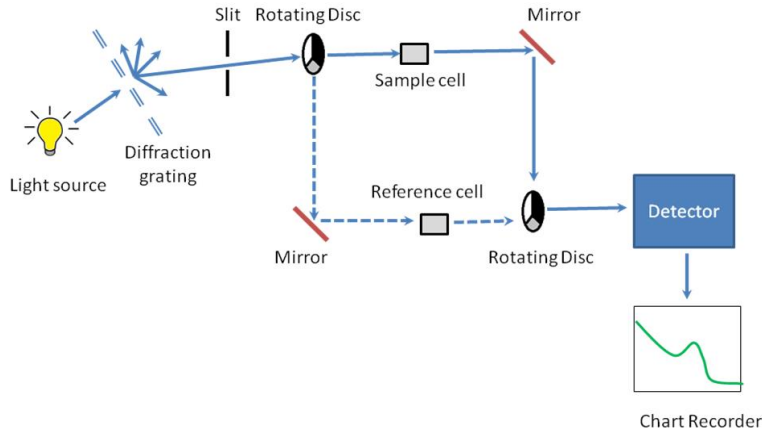 Slit
Rotating Disc
Mirror
Sample cell
Diffraction
grating
Light source
Reference cell
Mirror
Rotating Disc
Detector
Chart Recorder